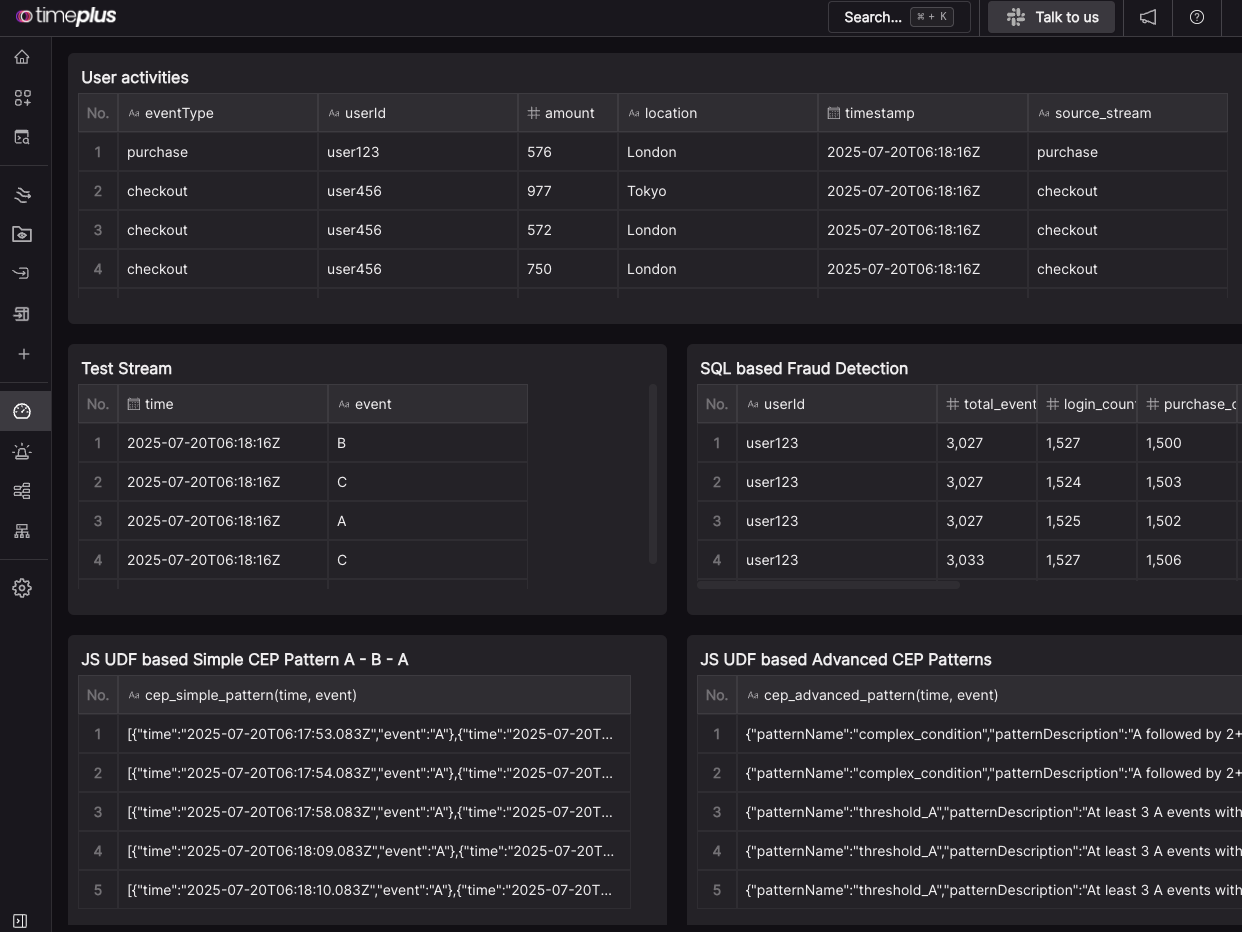 timeplus
Search... ⌘ + K
Talk to us
User activities
No. Aa eventType Aa userId # amount Aa location timestamp Aa source_stream
1 purchase user123 576 London 2025-07-20T06:18:16Z purchase
2 checkout user456 977 Tokyo 2025-07-20T06:18:16Z checkout
3 checkout user456 572 London 2025-07-20T06:18:16Z checkout
4 checkout user456 750 London 2025-07-20T06:18:16Z checkout
Test Stream
No. time Aa event
1 2025-07-20T06:18:16Z B
2 2025-07-20T06:18:16Z C
3 2025-07-20T06:18:16Z A
4 2025-07-20T06:18:16Z C
SQL based Fraud Detection
No. Aa userId # total_event # login_coun # purchase_
1 user123 3,027 1,527 1,500
2 user123 3,027 1,524 1,503
3 user123 3,027 1,525 1,502
4 user123 3,033 1,527 1,506
JS UDF based Simple CEP Pattern A - B - A
No. Aa cep_simple_pattern(time, event)
1 [{"time":"2025-07-20T06:17:53.083Z","event":"A"},{"time":"2025-07-20T...
2 [{"time":"2025-07-20T06:17:54.083Z","event":"A"},{"time":"2025-07-20T...
3 [{"time":"2025-07-20T06:17:58.083Z","event":"A"},{"time":"2025-07-20T...
4 [{"time":"2025-07-20T06:18:09.083Z","event":"A"},{"time":"2025-07-20T...
5 [{"time":"2025-07-20T06:18:10.083Z","event":"A"},{"time":"2025-07-20T...
JS UDF based Advanced CEP Patterns
No. Aa cep_advanced_pattern(time, event)
1 {"patternName":"complex_condition","patternDescription":"A followed by 2+
2 {"patternName":"complex_condition","patternDescription":"A followed by 2+
3 {"patternName":"threshold_A","patternDescription":"At least 3 A events with
4 {"patternName":"threshold_A","patternDescription":"At least 3 A events with
5 {"patternName":"threshold_A","patternDescription":"At least 3 A events with